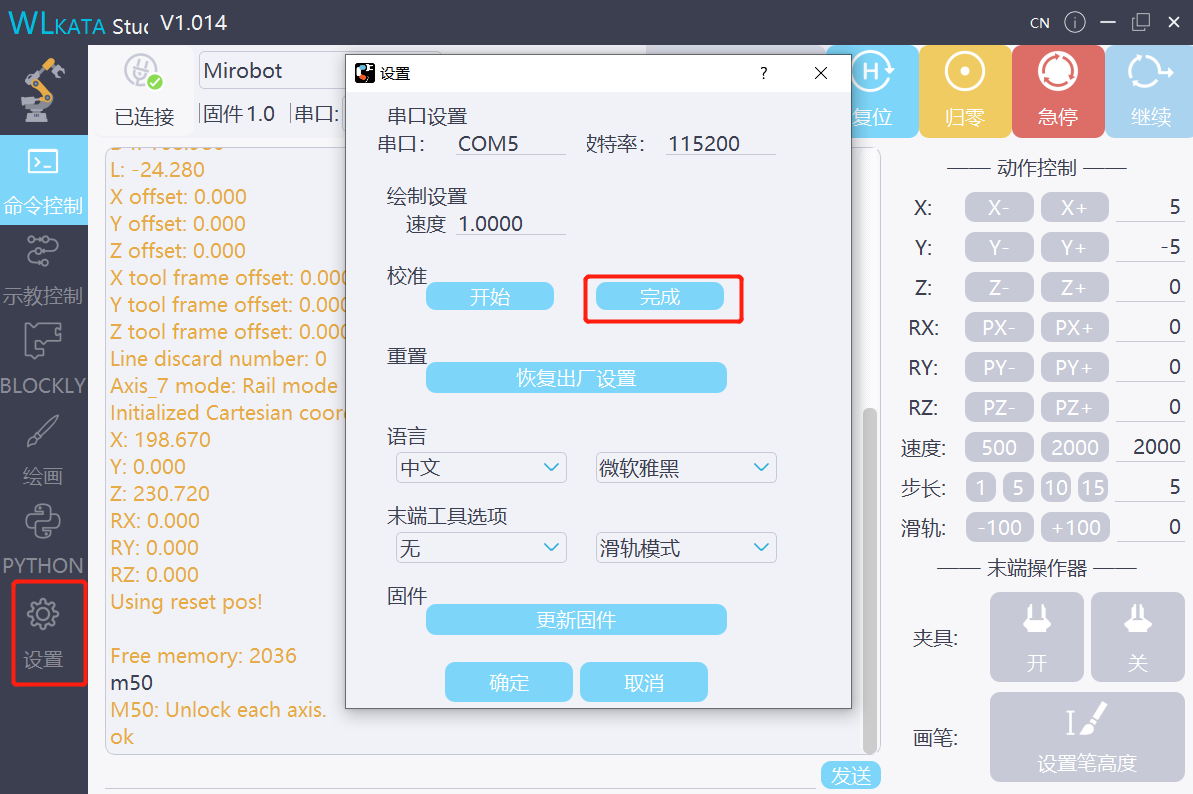 WLKATA Stuc V1.014
CN
命令控制
示教控制
BLOCKLY
绘画
PYTHON
设置
已连接
Mirobot
固件 1.0
串口:
复位
归零
急停
继续
L: -24.280
X offset: 0.000
Y offset: 0.000
Z offset: 0.000
X tool frame offset: 0.000
Y tool frame offset: 0.000
Z tool frame offset: 0.000
Line discard number: 0
Axis_7 mode: Rail mode
Initialized Cartesian coor
X: 198.670
Y: 0.000
Z: 230.720
RX: 0.000
RY: 0.000
RZ: 0.000
Using reset pos!
Free memory: 2036
m50
M50: Unlock each axis.
ok
发送
设置
?
串口设置
串口: COM5 波特率: 115200
绘制设置
速度 1.0000
校准
开始 完成
重置
恢复出厂设置
语言
中文 微软雅黑
末端工具选项
无 滑轨模式
固件
更新固件
确定 取消
—— 动作控制 ——
X: X- X+ 5
Y: Y- Y+ -5
Z: Z- Z+ 0
RX: PX- PX+ 0
RY: PY- PY+ 0
RZ: PZ- PZ+ 0
速度: 500 2000 2000
步长: 1 5 10 15 5
滑轨: -100 +100 0
—— 末端操作器 ——
夹具: 开 关
画笔: 设置笔高度